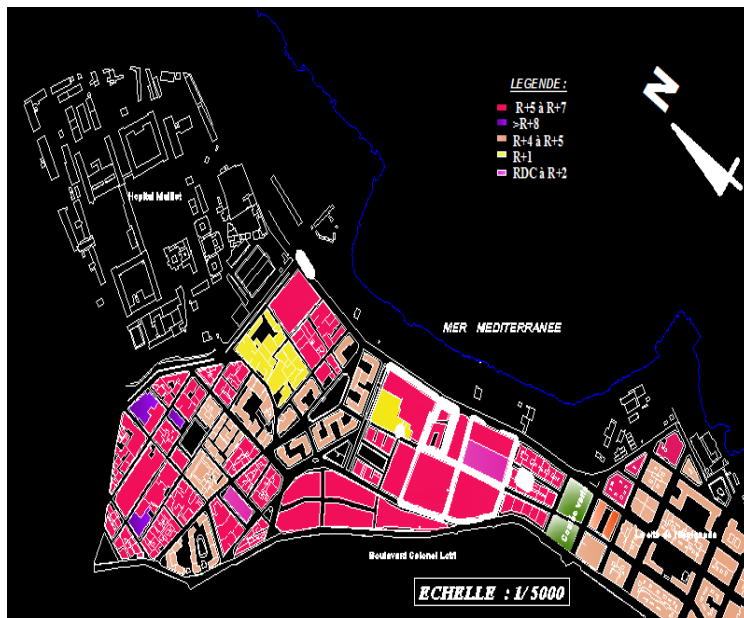 N
LEGENDE :
R+5 à R+7
>R+8
R+4 à R+5
R+1
RDC à R+2
Hopital Maillot
MER MEDITERRANEE
Boulevard Colonel Lotfi
ECHELLE : 1/5000